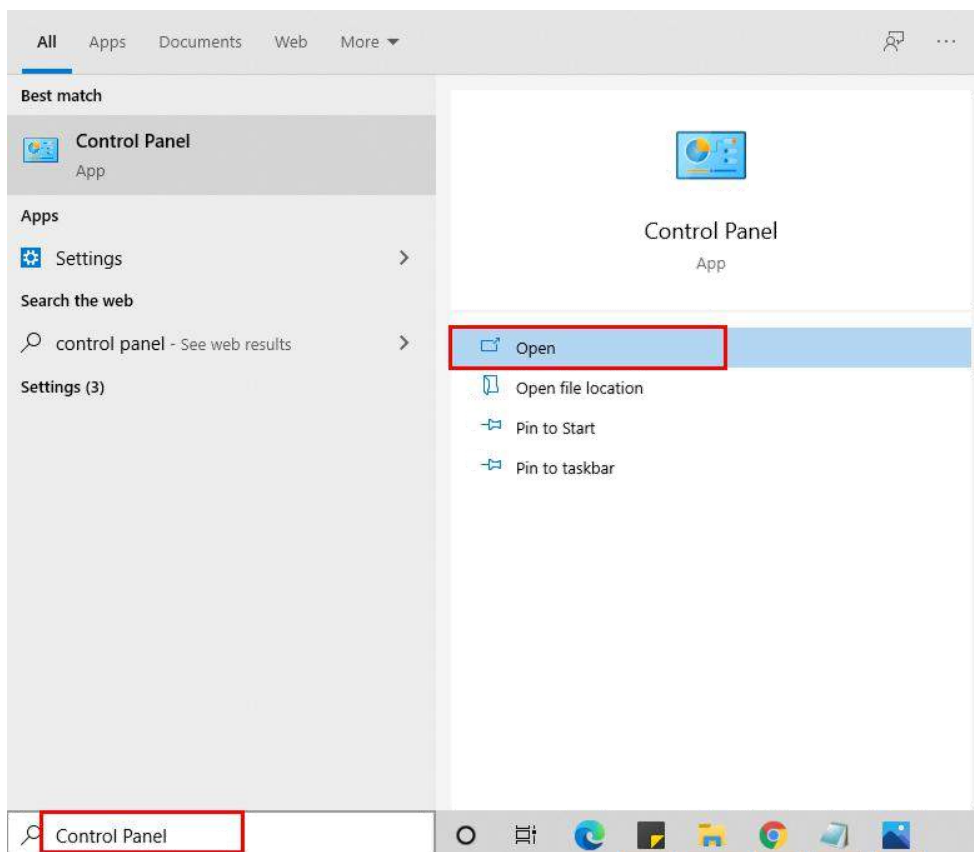 All Apps Documents Web More
Best match
Control Panel
App
Apps
Settings
Search the web
control panel - See web results
Settings (3)
Control Panel
App
Open
Open file location
Pin to Start
Pin to taskbar
Control Panel